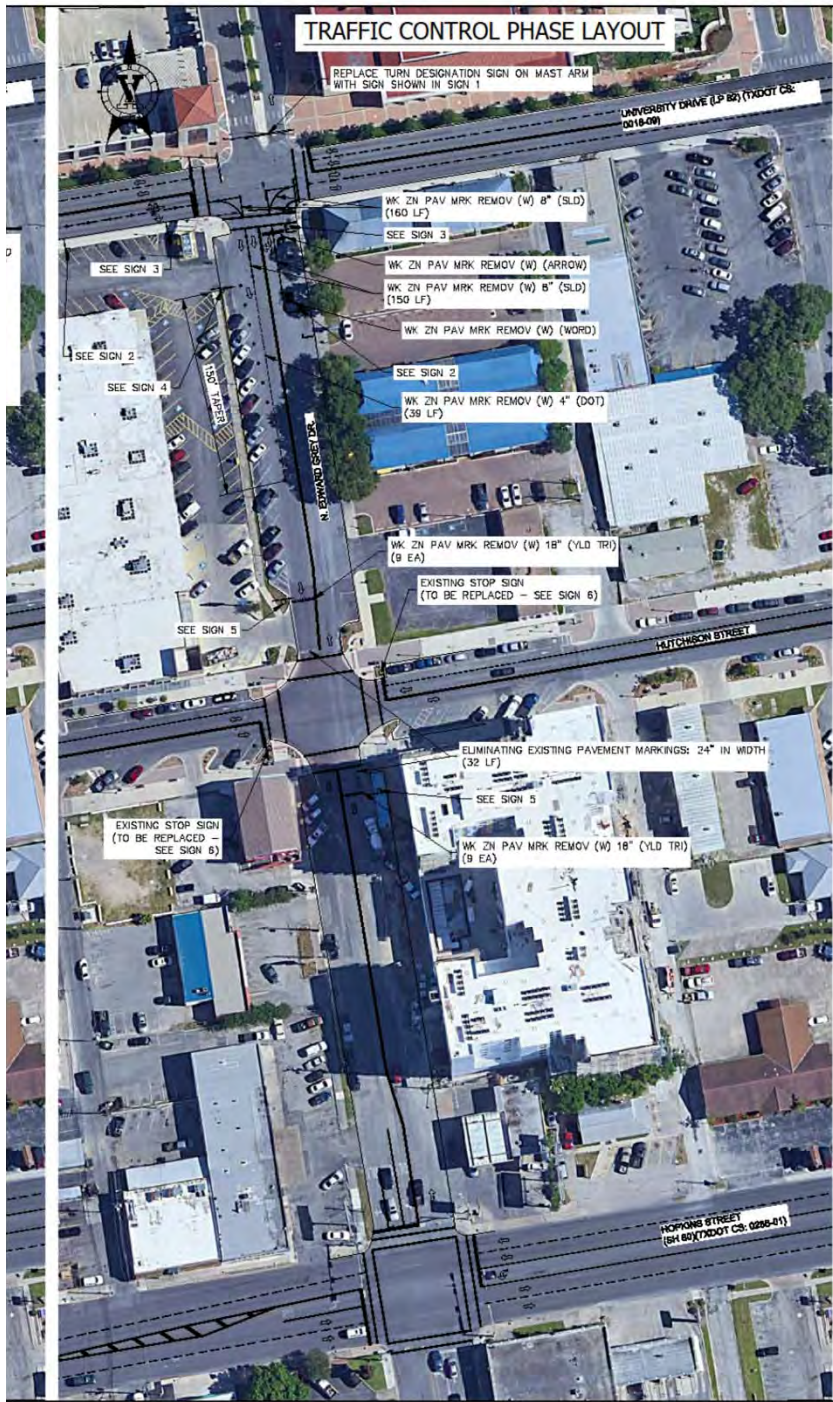 TRAFFIC CONTROL PHASE LAYOUT
REPLACE TURN DESIGNATION SIGN ON MAST ARM
WITH SIGN SHOWN IN SIGN 1
UNIVERSITY DRIVE (LP 82) (TXDOT CS:
0018-09)
WK ZN PAV MRK REMOV (W) 8" (SLD)
(160 LF)
SEE SIGN 3
SEE SIGN 3
WK ZN PAV MRK REMOV (W) (ARROW)
WK ZN PAV MRK REMOV (W) 8" (SLD)
(150 LF)
WK ZN PAV MRK REMOV (W) (WORD)
SEE SIGN 2
SEE SIGN 2
SEE SIGN 4
150' TAPER
WK ZN PAV MRK REMOV (W) 4" (DOT)
(39 LF)
N. EDWARD GREY DR.
WK ZN PAV MRK REMOV (W) 18" (YLD TRI)
(9 EA)
EXISTING STOP SIGN
(TO BE REPLACED – SEE SIGN 6)
SEE SIGN 5
HUTCHISON STREET
ELIMINATING EXISTING PAVEMENT MARKINGS: 24" IN WIDTH
(32 LF)
SEE SIGN 5
EXISTING STOP SIGN
(TO BE REPLACED –
SEE SIGN 6)
WK ZN PAV MRK REMOV (W) 18" (YLD TRI)
(9 EA)
HOPKINS STREET
(SH 80)(TXDOT CS: 0286-01)